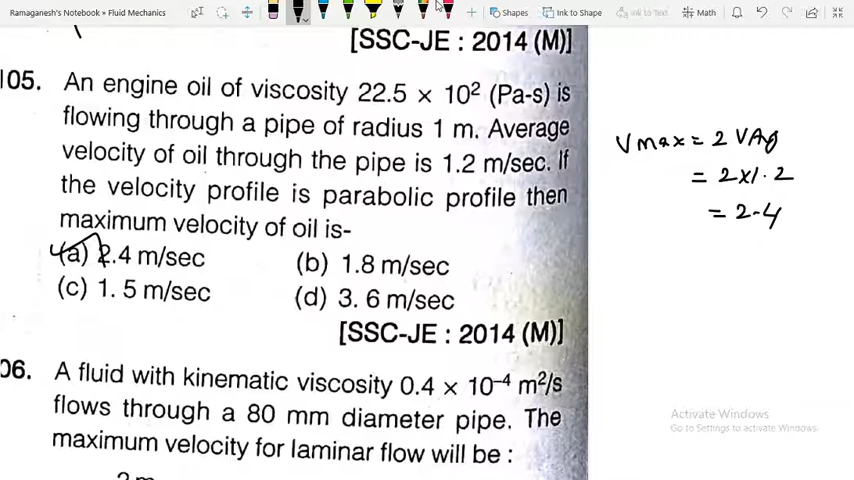 Ramaganesh's Notebook » Fluid Mechanics
Shapes
Ink to Shape
Ink to Text
Math
[SSC-JE : 2014 (M)]
105. An engine oil of viscosity 22.5 × 10² (Pa-s) is
flowing through a pipe of radius 1 m. Average
velocity of oil through the pipe is 1.2 m/sec. If
the velocity profile is parabolic profile then
maximum velocity of oil is-
(a) 2.4 m/sec (b) 1.8 m/sec
(c) 1. 5 m/sec (d) 3. 6 m/sec
[SSC-JE : 2014 (M)]
06. A fluid with kinematic viscosity 0.4 × 10⁻⁴ m²/s
flows through a 80 mm diameter pipe. The
maximum velocity for laminar flow will be :
Vmax = 2 VAg
= 2×1.2
= 2.4
Activate Windows
Go to Settings to activate Windows.